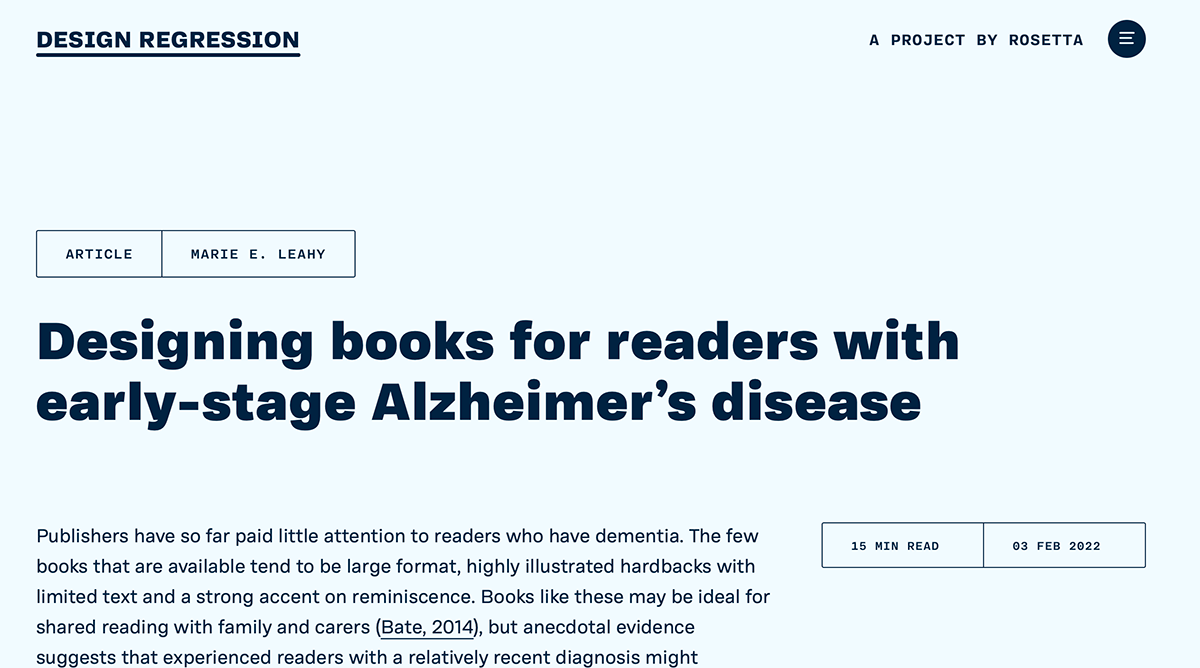 DESIGN REGRESSION
A PROJECT BY ROSETTA
ARTICLE
MARIE E. LEAHY
Designing books for readers with
early-stage Alzheimer’s disease
Publishers have so far paid little attention to readers who have dementia. The few
books that are available tend to be large format, highly illustrated hardbacks with
limited text and a strong accent on reminiscence. Books like these may be ideal for
shared reading with family and carers (Bate, 2014), but anecdotal evidence
suggests that experienced readers with a relatively recent diagnosis might
15 MIN READ
03 FEB 2022